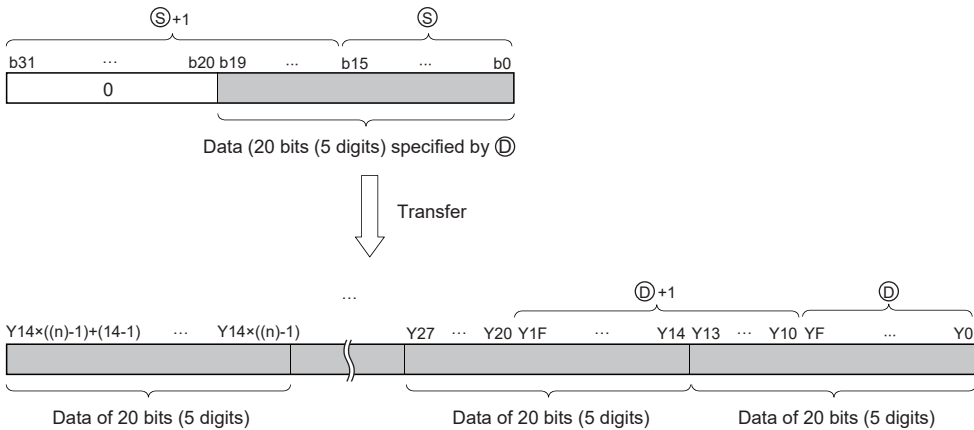 Ⓢ+1 Ⓢ
b31 ... b20 b19 ... b15 ... b0
0
Data (20 bits (5 digits) specified by Ⓓ
Transfer
...
Ⓓ+1 Ⓓ
Y14×((n)-1)+(14-1) ... Y14×((n)-1) Y27 ... Y20 Y1F ... Y14 Y13 ... Y10 YF ... Y0
Data of 20 bits (5 digits) Data of 20 bits (5 digits) Data of 20 bits (5 digits)